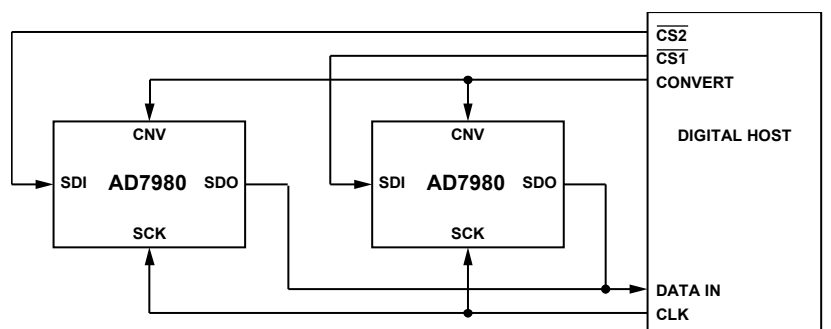 CS2
CS1
CONVERT
CNV
CNV
DIGITAL HOST
SDI AD7980 SDO
SDI AD7980 SDO
SCK
SCK
DATA IN
CLK